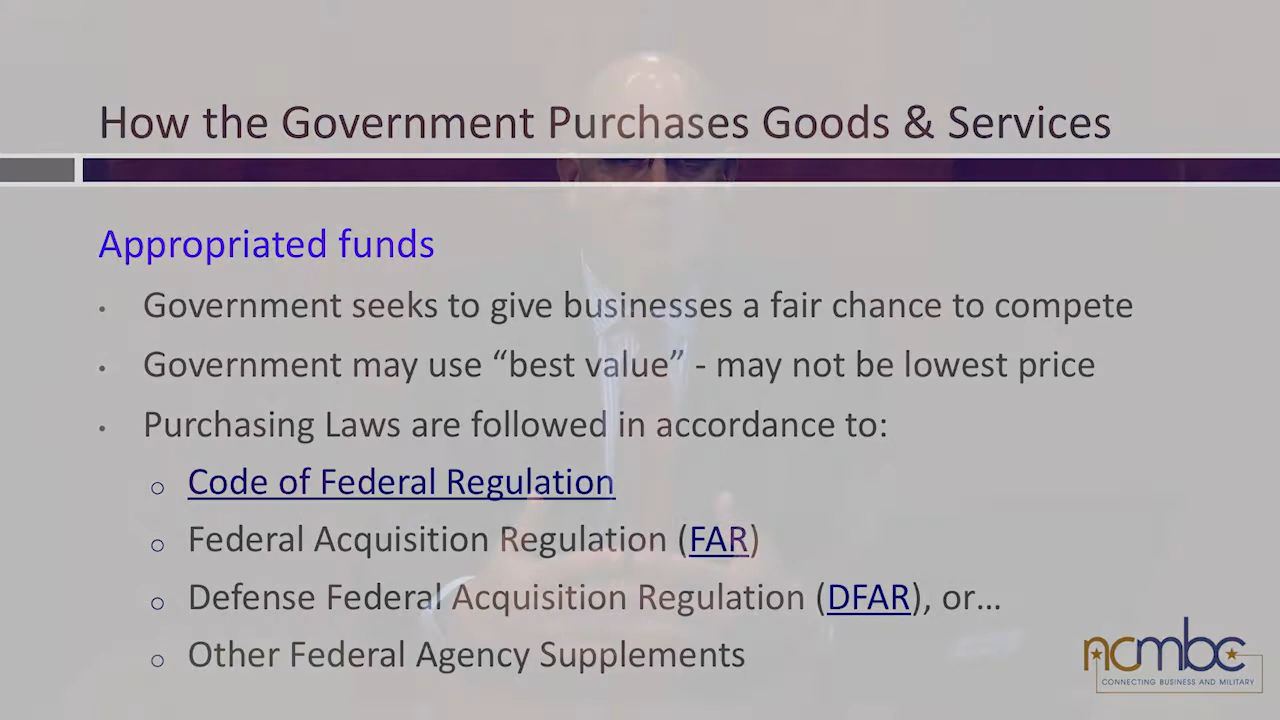 How the Government Purchases Goods & Services
Appropriated funds
• Government seeks to give businesses a fair chance to compete
• Government may use “best value” - may not be lowest price
• Purchasing Laws are followed in accordance to:
o Code of Federal Regulation
o Federal Acquisition Regulation (FAR)
o Defense Federal Acquisition Regulation (DFAR), or…
o Other Federal Agency Supplements
ncmbc
CONNECTING BUSINESS AND MILITARY